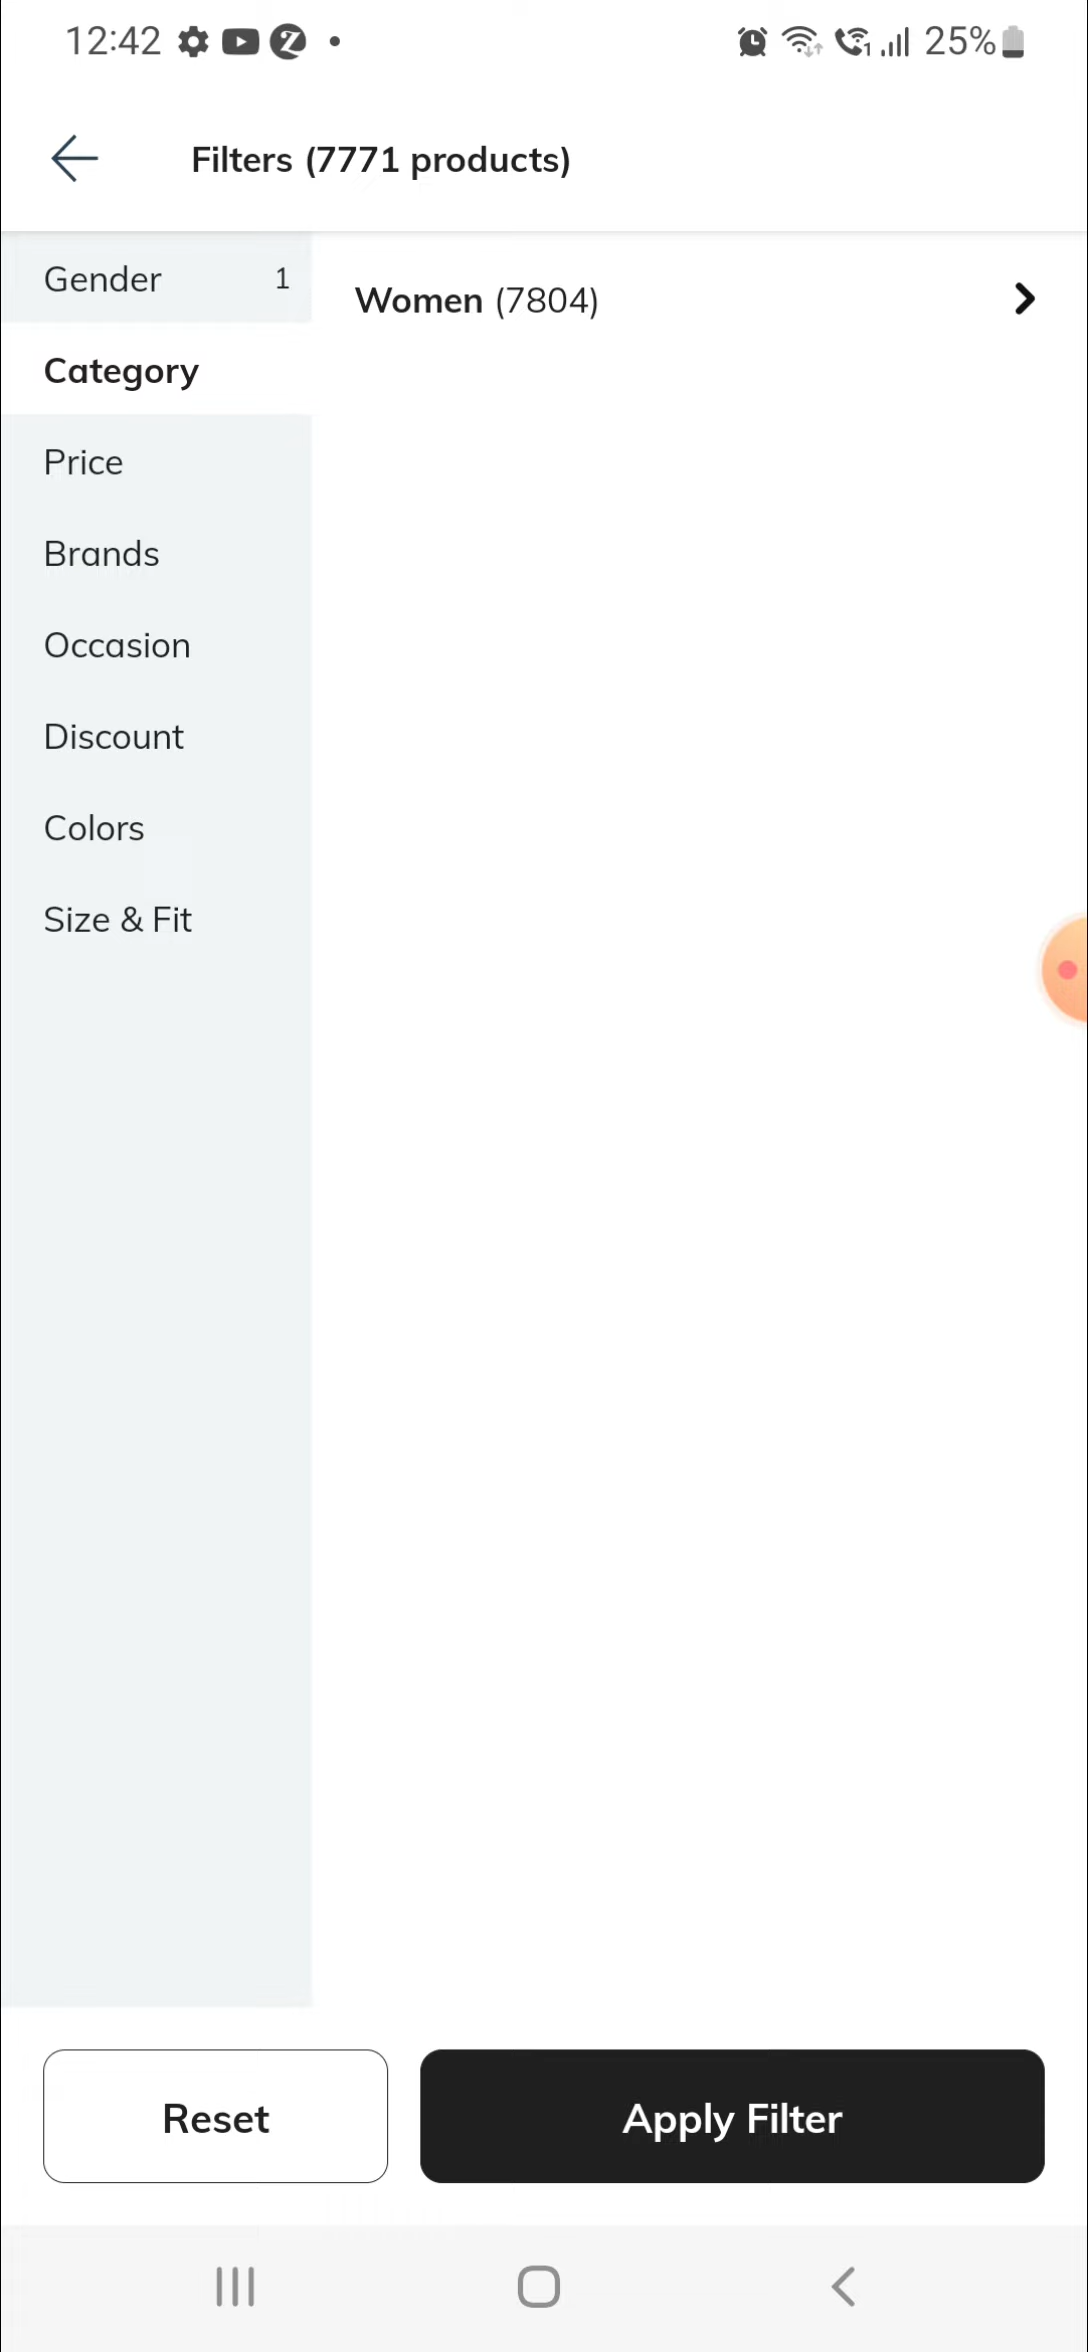 12:42 25%
Filters (7771 products)
Gender 1
Women (7804)
Category
Price
Brands
Occasion
Discount
Colors
Size & Fit
Reset
Apply Filter